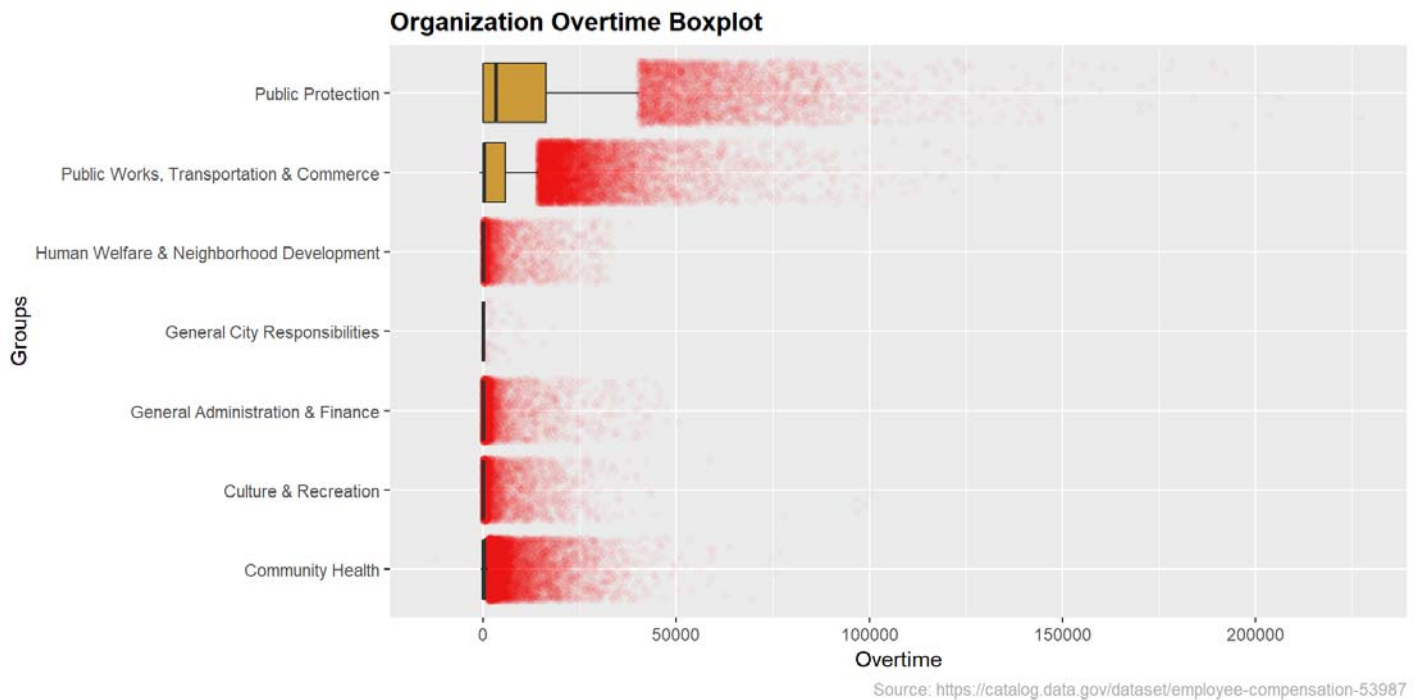 Organization Overtime Boxplot
Public Protection
Public Works, Transportation & Commerce
Human Welfare & Neighborhood Development
General City Responsibilities
General Administration & Finance
Culture & Recreation
Community Health
Groups
0 50000 100000 150000 200000
Overtime
Source: https://catalog.data.gov/dataset/employee-compensation-53987